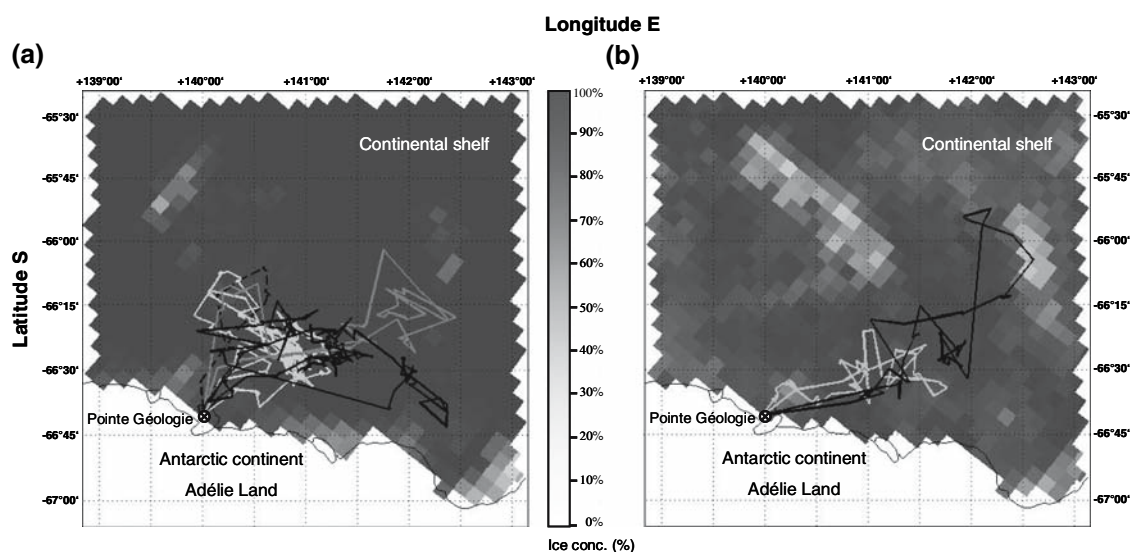 Longitude E
(a)
(b)
+139°00' +140°00' +141°00' +142°00' +143°00'
+139°00' +140°00' +141°00' +142°00' +143°00'
Latitude S
-65°30'
-65°45'
-66°00'
-66°15'
-66°30'
-66°45'
-67°00'
Continental shelf
Pointe Géologie
Antarctic continent
Adélie Land
100%
90%
80%
70%
60%
50%
40%
30%
20%
10%
0%
Ice conc. (%)
Continental shelf
Pointe Géologie
Antarctic continent
Adélie Land
-65°30'
-65°45'
-66°00'
-66°15'
-66°30'
-66°45'
-67°00'